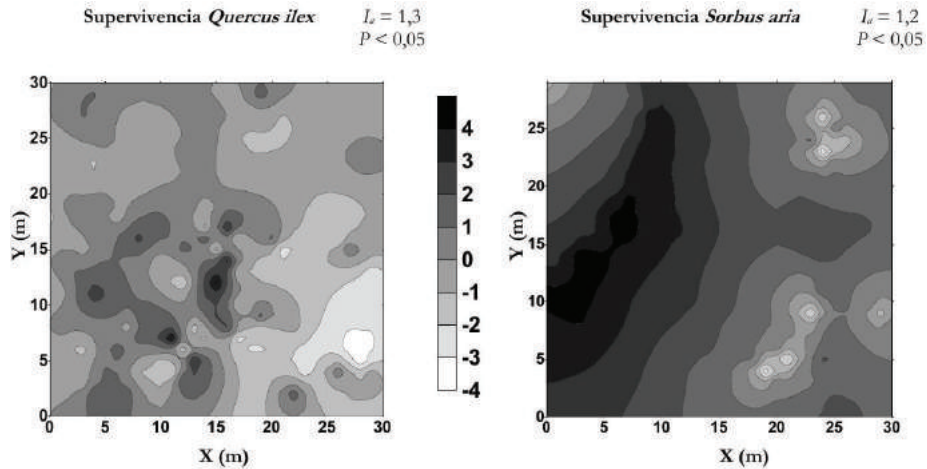 Supervivencia Quercus ilex
Iₐ = 1,3
P < 0,05
30
25
20
15
10
5
0
Y (m)
0 5 10 15 20 25 30
X (m)
4
3
2
1
0
-1
-2
-3
-4
Supervivencia Sorbus aria
Iₐ = 1,2
P < 0,05
25
20
15
10
5
0
Y (m)
0 5 10 15 20 25 30
X (m)